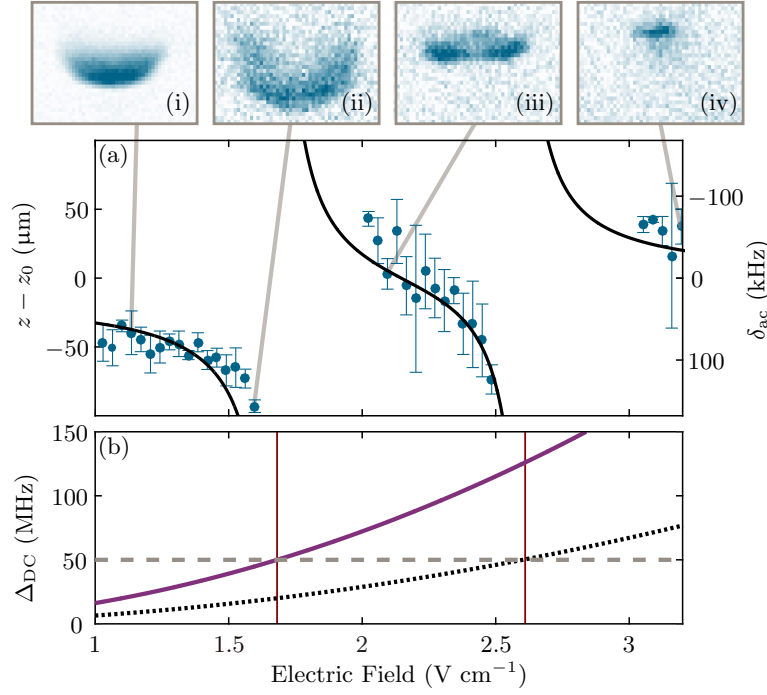 (i) (ii) (iii) (iv)
(a)
z − z₀ (µm)
50
0
−50
−100
0
100
δac (kHz)
(b)
ΔDC (MHz)
150
100
50
0
1 1.5 2 2.5 3
Electric Field (V cm⁻¹)